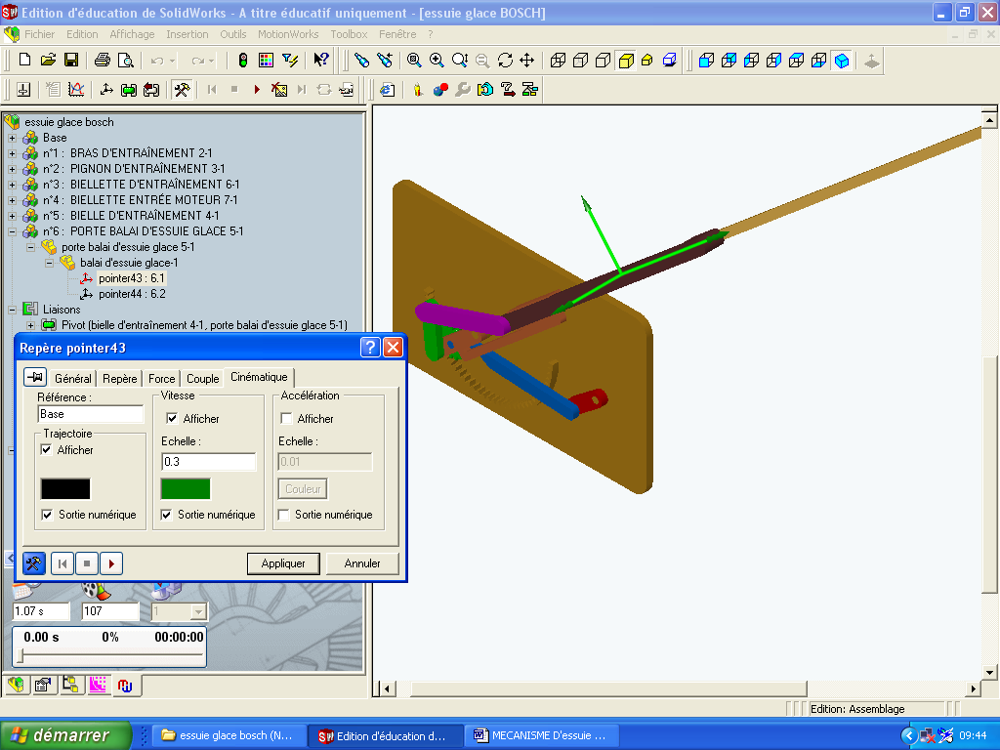 Edition d'éducation de SolidWorks - A titre éducatif uniquement - [essuie glace BOSCH]
Fichier Edition Affichage Insertion Outils MotionWorks Toolbox Fenêtre ?
essuie glace bosch
Base
n°1 : BRAS D'ENTRAÎNEMENT 2-1
n°2 : PIGNON D'ENTRAÎNEMENT 3-1
n°3 : BIELLETTE D'ENTRAÎNEMENT 6-1
n°4 : BIELLETTE ENTRÉE MOTEUR 7-1
n°5 : BIELLE D'ENTRAÎNEMENT 4-1
n°6 : PORTE BALAI D'ESSUIE GLACE 5-1
porte balai d'essuie glace 5-1
balai d'essuie glace-1
pointer43 : 6.1
pointer44 : 6.2
Liaisons
Pivot (bielle d'entraînement 4-1, porte balai d'essuie glace 5-1)
Repère pointer43
Général Repère Force Couple Cinématique
Référence :
Base
Trajectoire
Afficher
Sortie numérique
Vitesse
Afficher
Echelle :
0.3
Sortie numérique
Accélération
Afficher
Echelle :
0.01
Couleur
Sortie numérique
Appliquer Annuler
1.07 s 107 1
0.00 s 0% 00:00:00
Edition: Assemblage
démarrer essuie glace bosch (N... Edition d'éducation d... MECANISME D'essuie ... 09:44